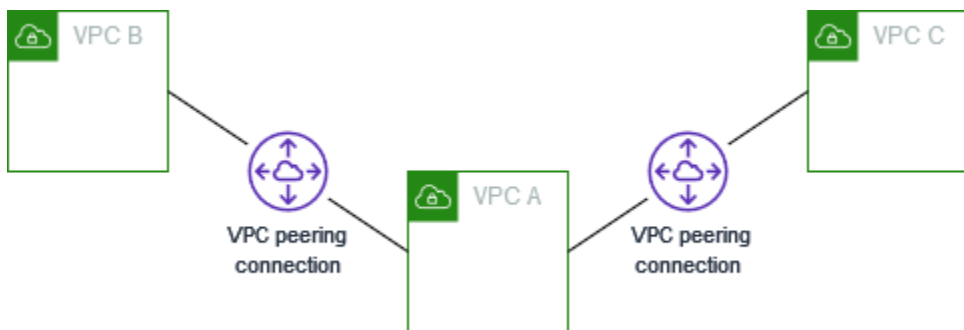 VPC B
VPC C
VPC A
VPC peering
connection
VPC peering
connection